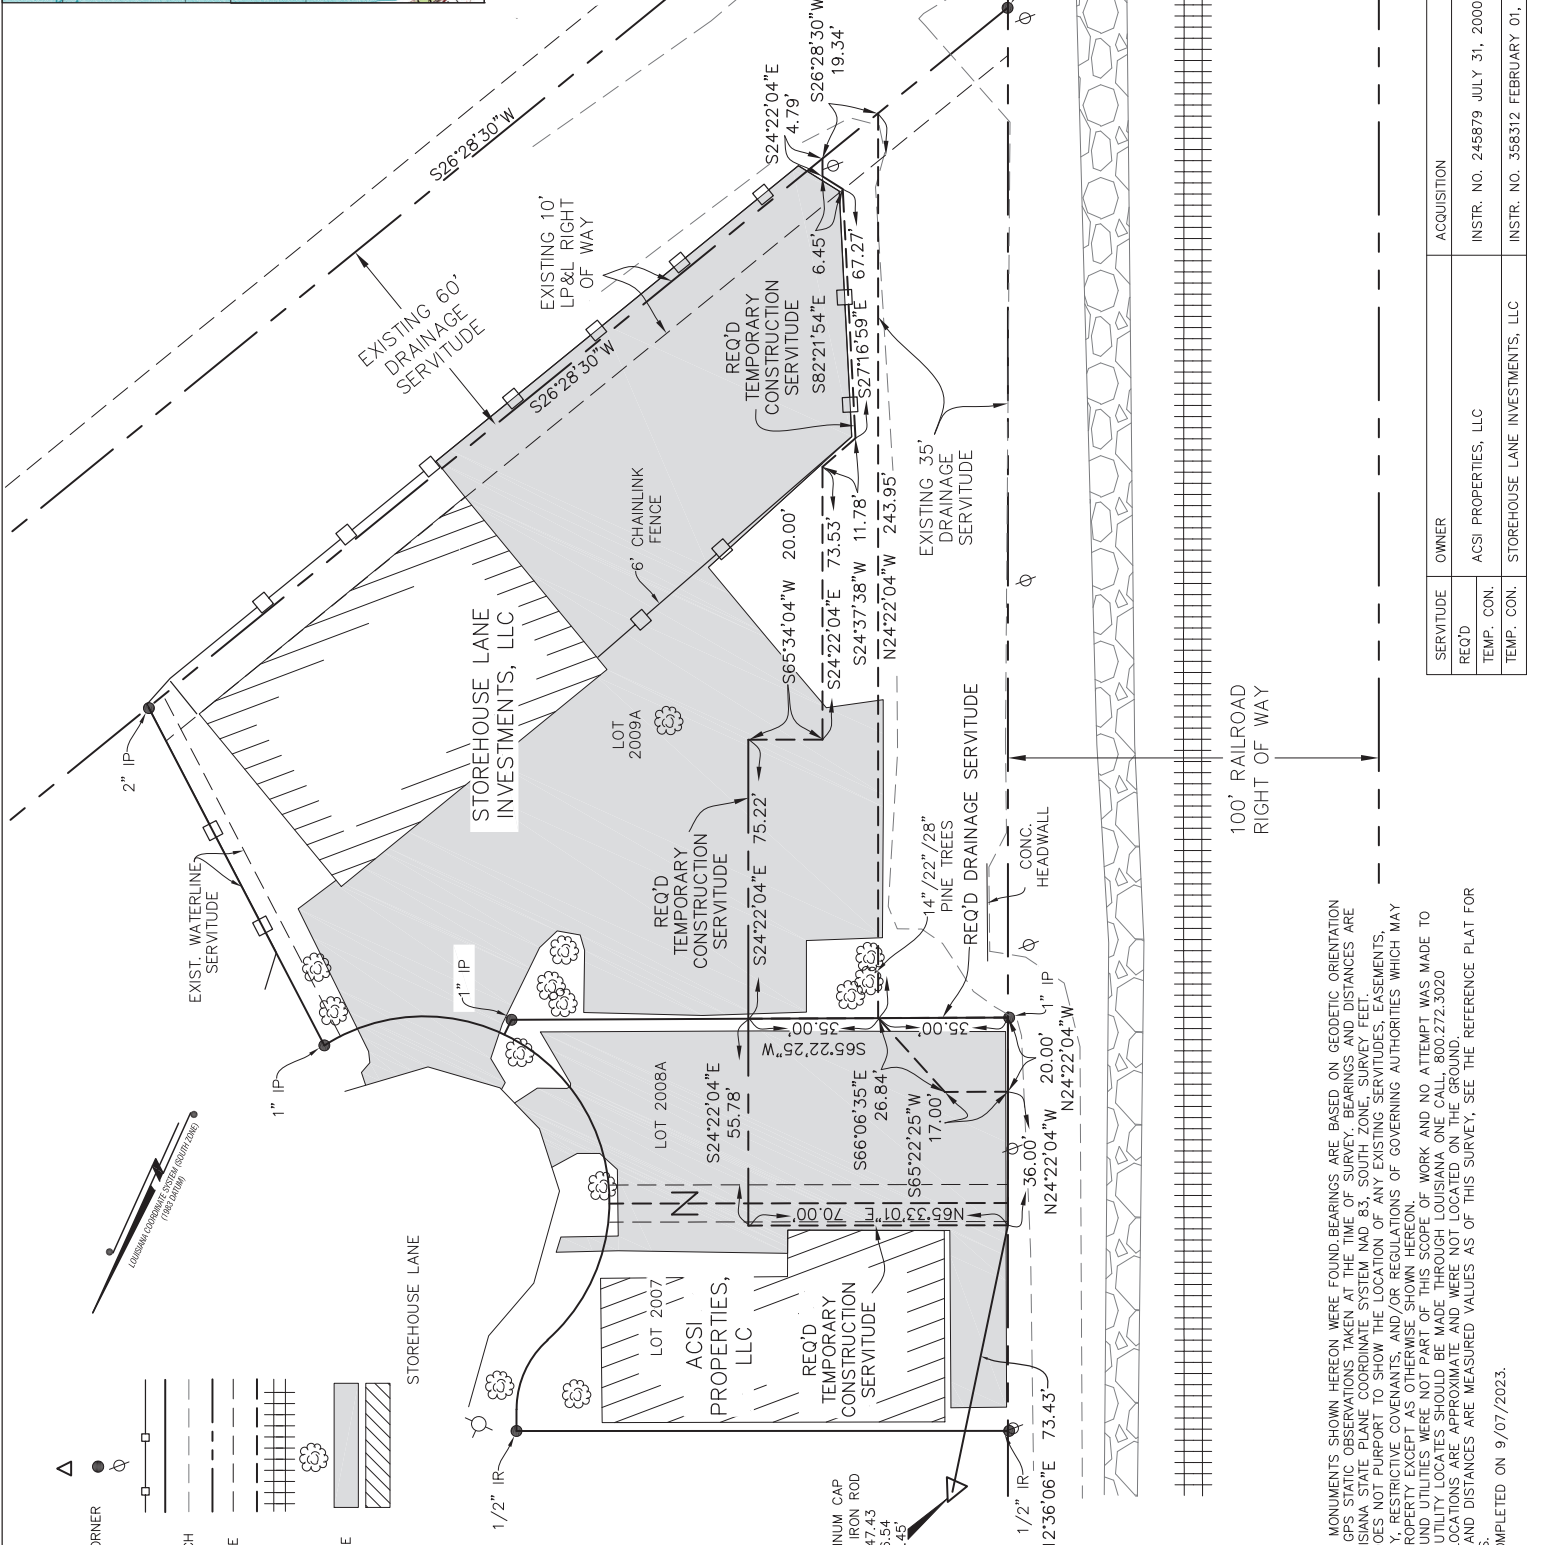 S26°28'30"W
EXISTING 60'
DRAINAGE
SERVITUDE
EXISTING 10'
LP&L RIGHT
OF WAY
S26°28'30"W
S24°22'04"E
4.79'
S26°28'30"W
19.34'
REQ'D
TEMPORARY
CONSTRUCTION
SERVITUDE
S82°21'54"E 6.45'
S27°16'59"E 67.27'
6' CHAINLINK
FENCE
S65°34'04"W 20.00'
S24°22'04"E 73.53'
S24°37'38"W 11.78'
N24°22'04"W 243.95'
EXISTING 35'
DRAINAGE
SERVITUDE
2" IP
STOREHOUSE LANE
INVESTMENTS, LLC
LOT
2009A
EXIST. WATERLINE
SERVITUDE
REQ'D
TEMPORARY
CONSTRUCTION
SERVITUDE
S24°22'04"E 75.22'
14"/22"/28"
PINE TREES
REQ'D DRAINAGE SERVITUDE
CONC.
HEADWALL
100' RAILROAD
RIGHT OF WAY
1" IP
1" IP
1" IP
35.00'
35.00'
S65°22'25"W
LOT 2008A
S24°22'04"E
55.78'
S66°06'35"E
26.84'
S65°22'25"W
17.00'
20.00'
N24°22'04"W
36.00'
N24°22'04"W
N65°33'01"E 70.00'
LOUISIANA COORDINATE SYSTEM (SOUTH ZONE)
(1983 DATUM)
STOREHOUSE LANE
LOT 2007
ACSI
PROPERTIES,
LLC
REQ'D
TEMPORARY
CONSTRUCTION
SERVITUDE
1/2" IR
1/2" IR
12°36'06"E 73.43'
NUM CAP
IRON ROD
47.43
6.54
.45'
ORNER
CH
E
E
SERVITUDE OWNER ACQUISITION
REQ'D
TEMP. CON. ACSI PROPERTIES, LLC INSTR. NO. 245879 JULY 31, 2000
TEMP. CON. STOREHOUSE LANE INVESTMENTS, LLC INSTR. NO. 358312 FEBRUARY 01,
MONUMENTS SHOWN HEREON WERE FOUND. BEARINGS ARE BASED ON GEODETIC ORIENTATION
GPS STATIC OBSERVATIONS TAKEN AT THE TIME OF SURVEY. BEARINGS AND DISTANCES ARE
ISIANA STATE PLANE COORDINATE SYSTEM NAD 83, SOUTH ZONE, SURVEY FEET.
OES NOT PURPORT TO SHOW THE LOCATION OF ANY EXISTING SERVITUDES, EASEMENTS,
Y, RESTRICTIVE COVENANTS, AND/OR REGULATIONS OF GOVERNING AUTHORITIES WHICH MAY
ROPERTY EXCEPT AS OTHERWISE SHOWN HEREON.
UND UTILITIES WERE NOT PART OF THIS SCOPE OF WORK AND NO ATTEMPT WAS MADE TO
UTILITY LOCATES SHOULD BE MADE THROUGH LOUISIANA ONE CALL, 800.272.3020
OCATIONS ARE APPROXIMATE AND WERE NOT LOCATED ON THE GROUND.
AND DISTANCES ARE MEASURED VALUES AS OF THIS SURVEY, SEE THE REFERENCE PLAT FOR
S.
OMPLETED ON 9/07/2023.